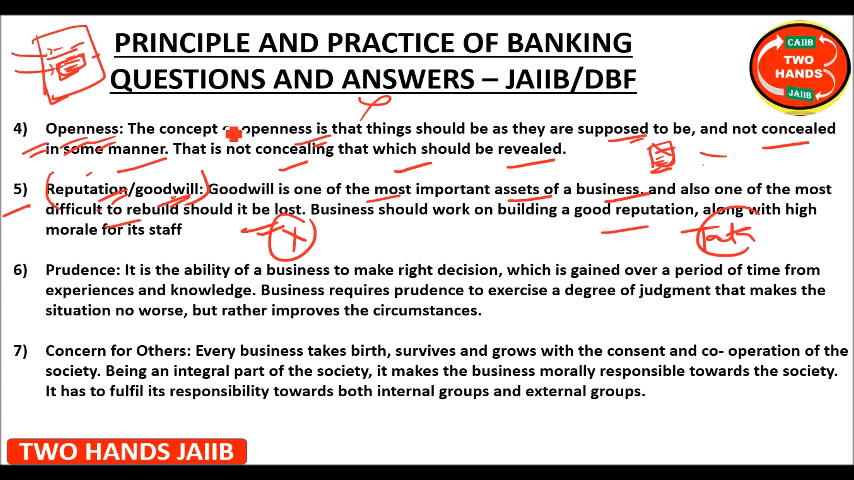 PRINCIPLE AND PRACTICE OF BANKING
QUESTIONS AND ANSWERS – JAIIB/DBF
CAIIB
TWO
HANDS
JAIIB
4) Openness: The concept openness is that things should be as they are supposed to be, and not concealed
in some manner. That is not concealing that which should be revealed.
5) Reputation/goodwill: Goodwill is one of the most important assets of a business, and also one of the most
difficult to rebuild should it be lost. Business should work on building a good reputation, along with high
morale for its staff
6) Prudence: It is the ability of a business to make right decision, which is gained over a period of time from
experiences and knowledge. Business requires prudence to exercise a degree of judgment that makes the
situation no worse, but rather improves the circumstances.
7) Concern for Others: Every business takes birth, survives and grows with the consent and co- operation of the
society. Being an integral part of the society, it makes the business morally responsible towards the society.
It has to fulfil its responsibility towards both internal groups and external groups.
TWO HANDS JAIIB